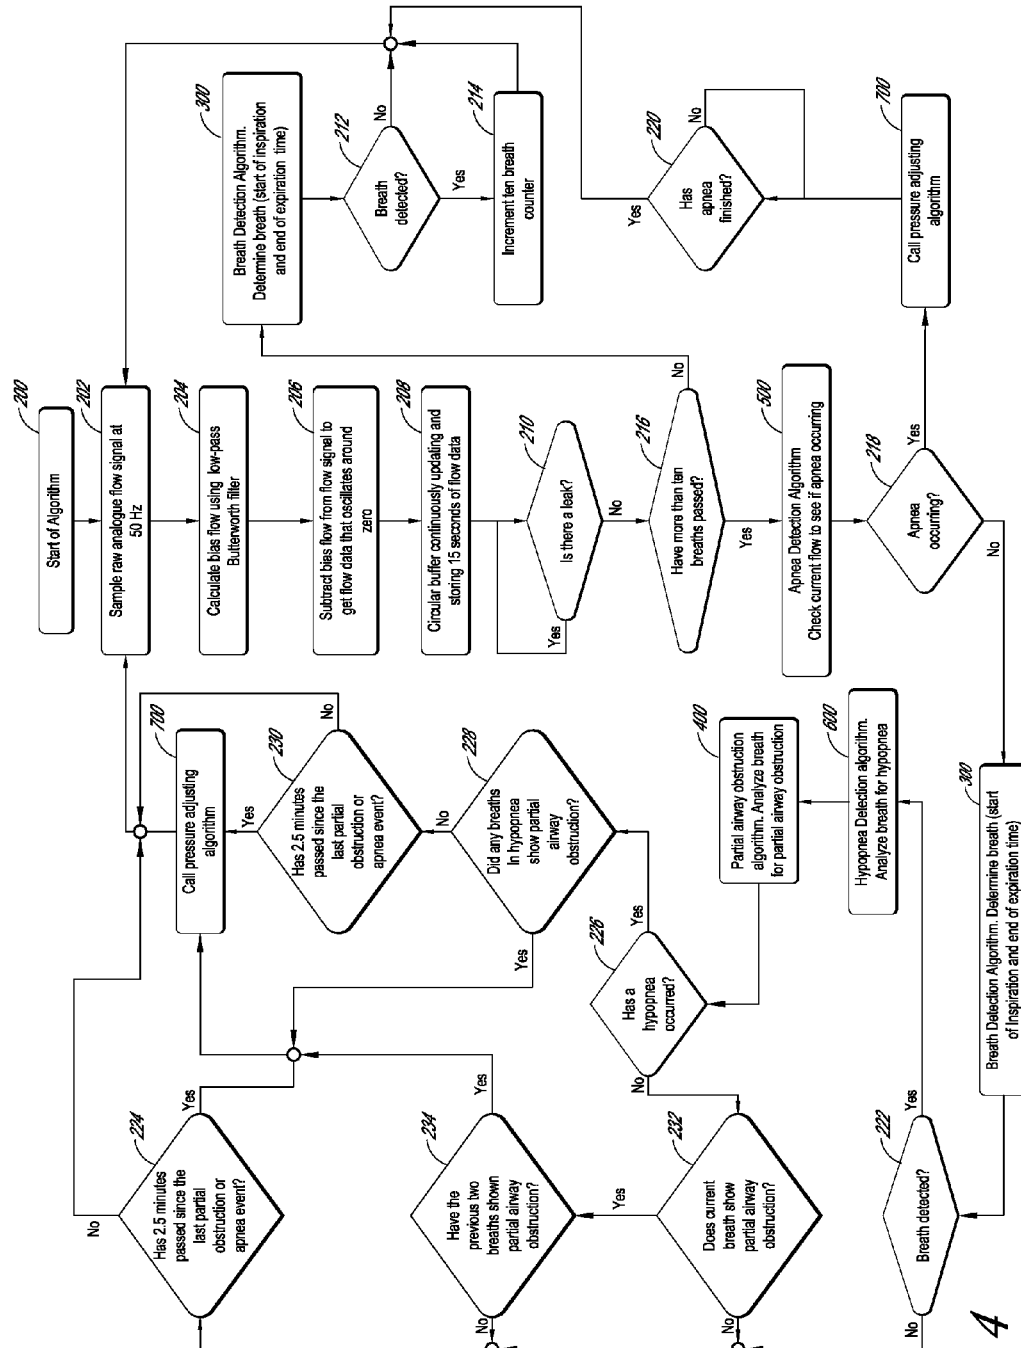 200
Start of Algorithm
202
Sample raw analogue flow signal at
50 Hz
204
Calculate bias flow using low-pass
Butterworth filter
206
Subtract bias flow from flow signal to
get flow data that oscillates around
zero
208
Circular buffer continuously updating and
storing 15 seconds of flow data
210
Is there a leak?
Yes
No
216
Have more than ten
breaths passed?
No
Yes
300
Breath Detection Algorithm.
Determine breath (start of inspiration
and end of expiration time)
212
Breath
detected?
No
Yes
214
Increment ten breath
counter
500
Apnea Detection Algorithm
Check current flow to see if apnea occurring
218
Apnea
occurring?
Yes
No
700
Call pressure adjusting
algorithm
220
Has
apnea
finished?
No
Yes
300
Breath Detection Algorithm. Determine breath (start
of Inspiration and end of expiration time)
222
Breath detected?
Yes
No
600
Hypopnea Detection algorithm.
Analyze breath for hypopnea
400
Partial airway obstruction
algorithm. Analyze breath
for partial airway obstruction
226
Has a
hypopnea
occurred?
Yes
No
228
Did any breaths
In hypopnea
show partial
airway
obstruction?
No
Yes
230
Has 2.5 minutes
passed since the
last partial
obstruction or
apnea event?
No
Yes
700
Call pressure adjusting
algorithm
232
Does current
breath show
partial airway
obstruction?
Yes
No
234
Have the
previous two
breaths shown
partial airway
obstruction?
Yes
No
224
Has 2.5 minutes
passed since the
last partial
obstruction or
apnea event?
Yes
No
4